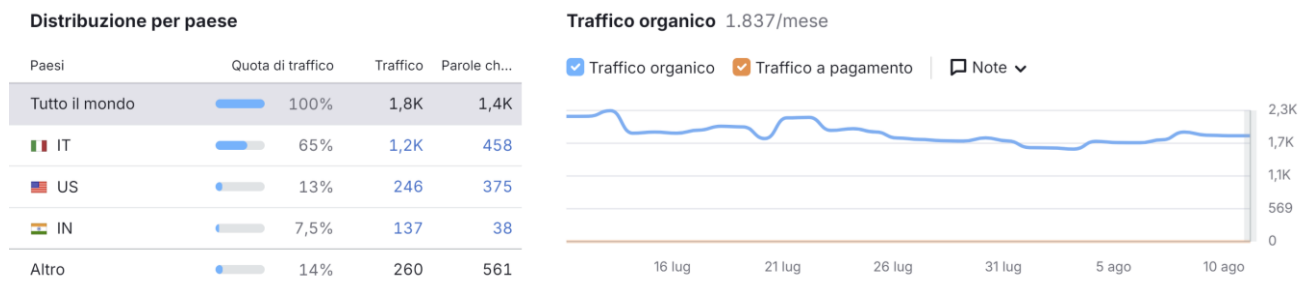 Distribuzione per paese
Paesi Quota di traffico Traffico Parole ch...
Tutto il mondo 100% 1,8K 1,4K
IT 65% 1,2K 458
US 13% 246 375
IN 7,5% 137 38
Altro 14% 260 561
Traffico organico 1.837/mese
Traffico organico Traffico a pagamento Note
2,3K
1,7K
1,1K
569
0
16 lug 21 lug 26 lug 31 lug 5 ago 10 ago